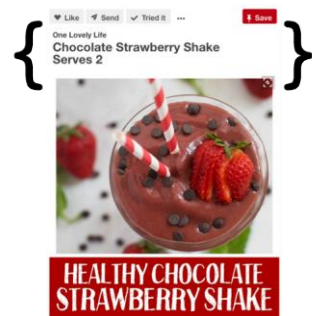 Like Send Tried it ... Save
One Lovely Life
Chocolate Strawberry Shake
Serves 2
{ }
HEALTHY CHOCOLATE
STRAWBERRY SHAKE